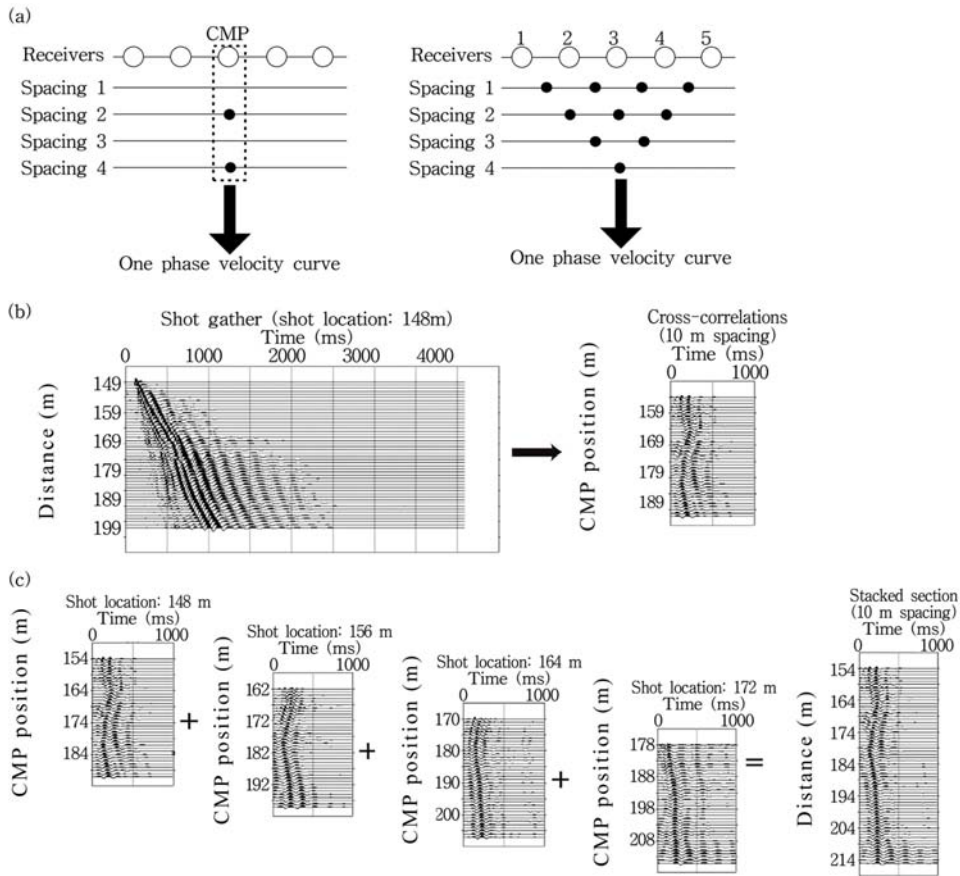 (a)
CMP
Receivers
Spacing 1
Spacing 2
Spacing 3
Spacing 4
One phase velocity curve
1 2 3 4 5
Receivers
Spacing 1
Spacing 2
Spacing 3
Spacing 4
One phase velocity curve
(b)
Shot gather (shot location: 148m)
Time (ms)
0 1000 2000 3000 4000
Distance (m)
149
159
169
179
189
199
Cross-correlations
(10 m spacing)
Time (ms)
0 1000
CMP position (m)
159
169
179
189
(c)
Shot location: 148 m
Time (ms)
0 1000
CMP position (m)
154
164
174
184
+
Shot location: 156 m
Time (ms)
0 1000
CMP position (m)
162
172
182
192
+
Shot location: 164 m
Time (ms)
0 1000
CMP position (m)
170
180
190
200
+
Shot location: 172 m
Time (ms)
0 1000
CMP position (m)
178
188
198
208
=
Stacked section
(10 m spacing)
Time (ms)
0 1000
Distance (m)
154
164
174
184
194
204
214